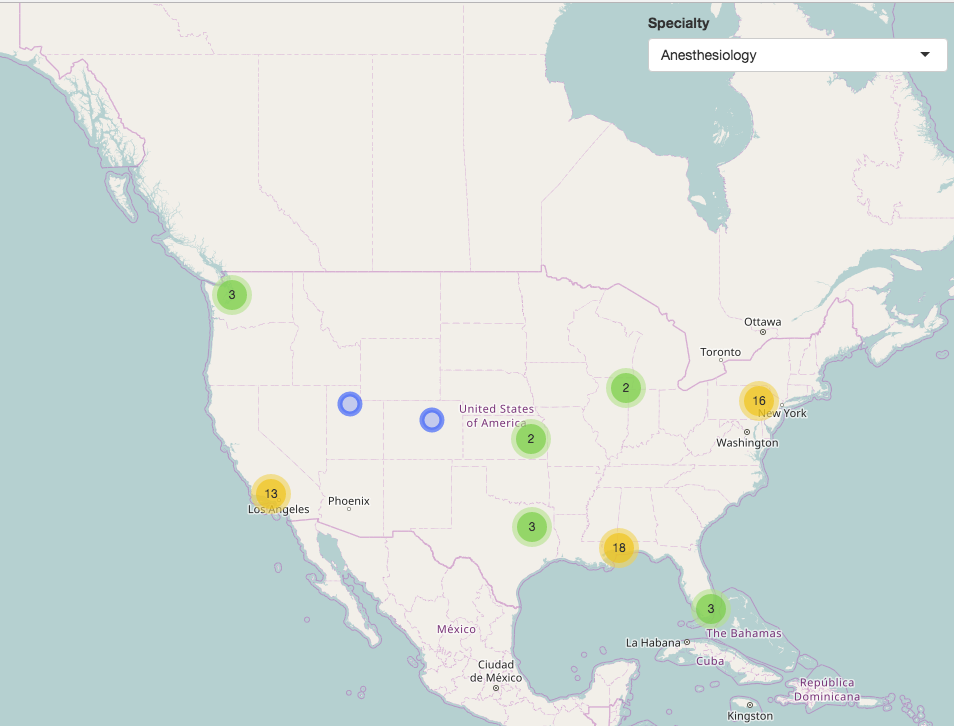 Specialty
Anesthesiology
3
Ottawa
Toronto
2
16
New York
United States
of America
2
Washington
13
Los Angeles
Phoenix
3
18
3
The Bahamas
México
La Habana
Cuba
Ciudad
de México
República
Dominicana
Kingston